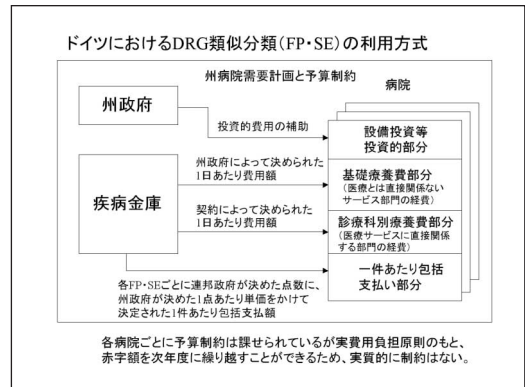 ドイツにおけるDRG類似分類(FP・SE)の利用方式
州病院需要計画と予算制約
病院
州政府
投資的費用の補助
設備投資等
投資的部分
州政府によって決められた
1日あたり費用額
基礎療養費部分
(医療とは直接関係ない
サービス部門の経費)
疾病金庫
契約によって決められた
1日あたり費用額
診療科別療養費部分
(医療サービスに直接関係
する部門の経費)
一件あたり包括
支払い部分
各FP・SEごとに連邦政府が決めた点数に、
州政府が決めた1点あたり単価をかけて
決定された1件あたり包括支払額
各病院ごとに予算制約は課せられているが実費用負担原則のもと、
赤字額を次年度に繰り越すことができるため、実質的に制約はない。